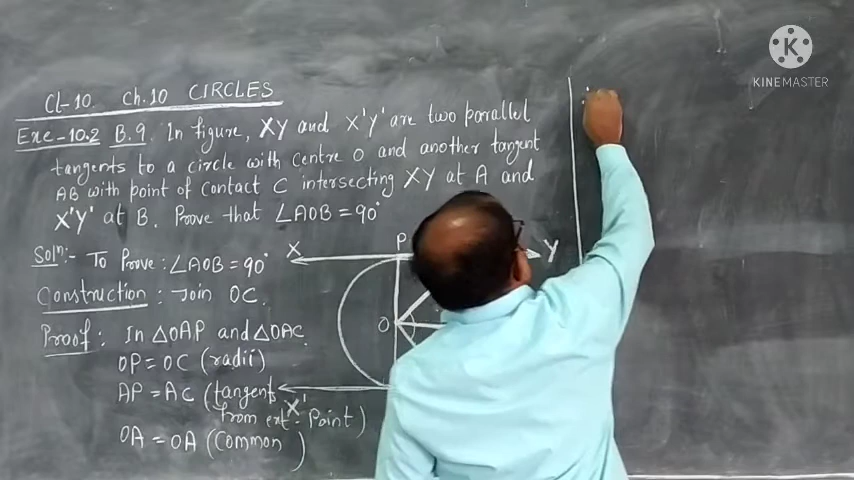 Cl-10. Ch.10 CIRCLES
Exe-10.2 B.9. In figure, XY and X'Y' are two parallel
tangents to a circle with centre O and another tangent
AB with point of contact C intersecting XY at A and
X'Y' at B. Prove that ∠AOB = 90°
Solⁿ:- To Prove: ∠AOB = 90°
Construction: Join OC.
Proof: In △OAP and △OAC.
OP = OC (radii)
AP = AC (tangents
from ext. Point)
OA = OA (Common)
X P Y
O
X'
K
KINEMASTER